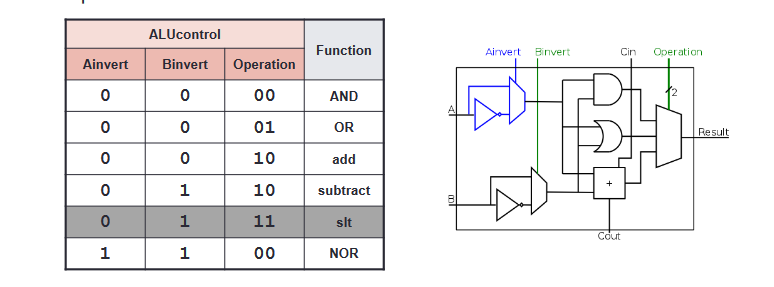 ALUcontrol
Function
Ainvert Binvert Operation
0 0 00 AND
0 0 01 OR
0 0 10 add
0 1 10 subtract
0 1 11 slt
1 1 00 NOR
Ainvert Binvert Cin Operation
2
A
Result
B
+
Cout